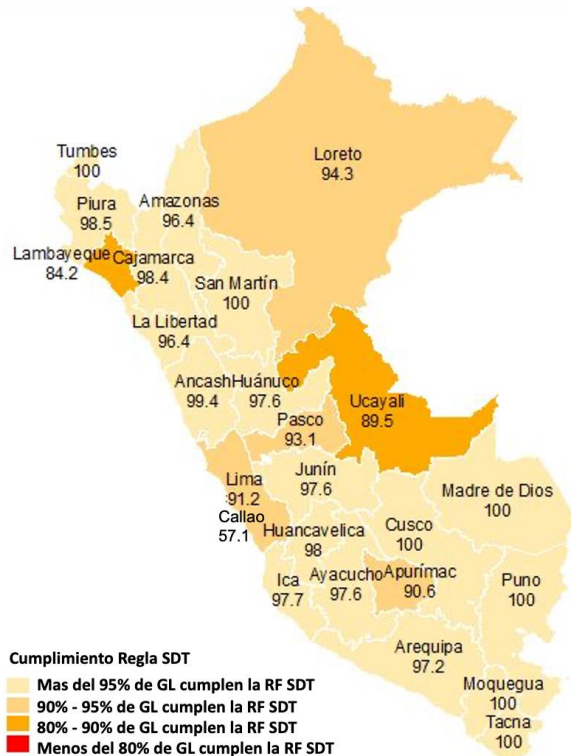 Loreto
94.3
Tumbes
100
Piura
98.5
Amazonas
96.4
Lambayeque
84.2
Cajamarca
98.4
San Martín
100
La Libertad
96.4
Ancash
99.4
Huánuco
97.6
Ucayali
89.5
Pasco
93.1
Lima
91.2
Junín
97.6
Callao
57.1
Madre de Dios
100
Cusco
100
Huancavelica
98
Ica
97.7
Ayacucho
97.6
Apurímac
90.6
Puno
100
Arequipa
97.2
Moquegua
100
Tacna
100
Cumplimiento Regla SDT
Mas del 95% de GL cumplen la RF SDT
90% - 95% de GL cumplen la RF SDT
80% - 90% de GL cumplen la RF SDT
Menos del 80% de GL cumplen la RF SDT